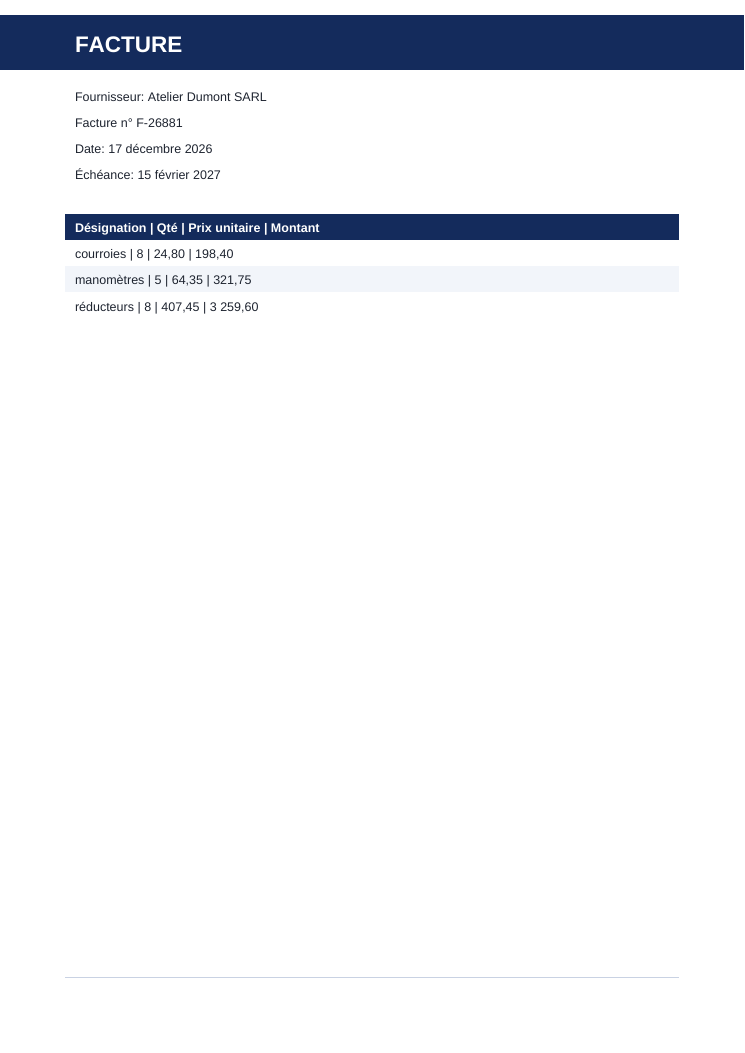 FACTURE
Fournisseur: Atelier Dumont SARL
Facture n° F-26881
Date: 17 décembre 2026
Échéance: 15 février 2027
Désignation | Qté | Prix unitaire | Montant
courroies | 8 | 24,80 | 198,40
manomètres | 5 | 64,35 | 321,75
réducteurs | 8 | 407,45 | 3 259,60